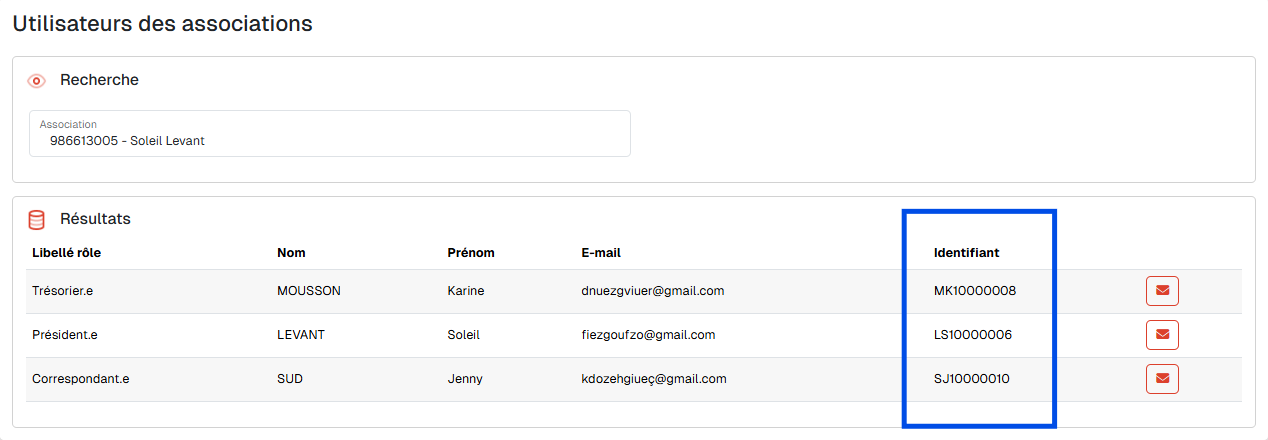 Utilisateurs des associations
Recherche
Association
986613005 - Soleil Levant
Résultats
Libellé rôle Nom Prénom E-mail Identifiant
Trésorier.e MOUSSON Karine dnuezgviuer@gmail.com MK10000008
Président.e LEVANT Soleil fiezgoufzo@gmail.com LS10000006
Correspondant.e SUD Jenny kdozehgiueç@gmail.com SJ10000010